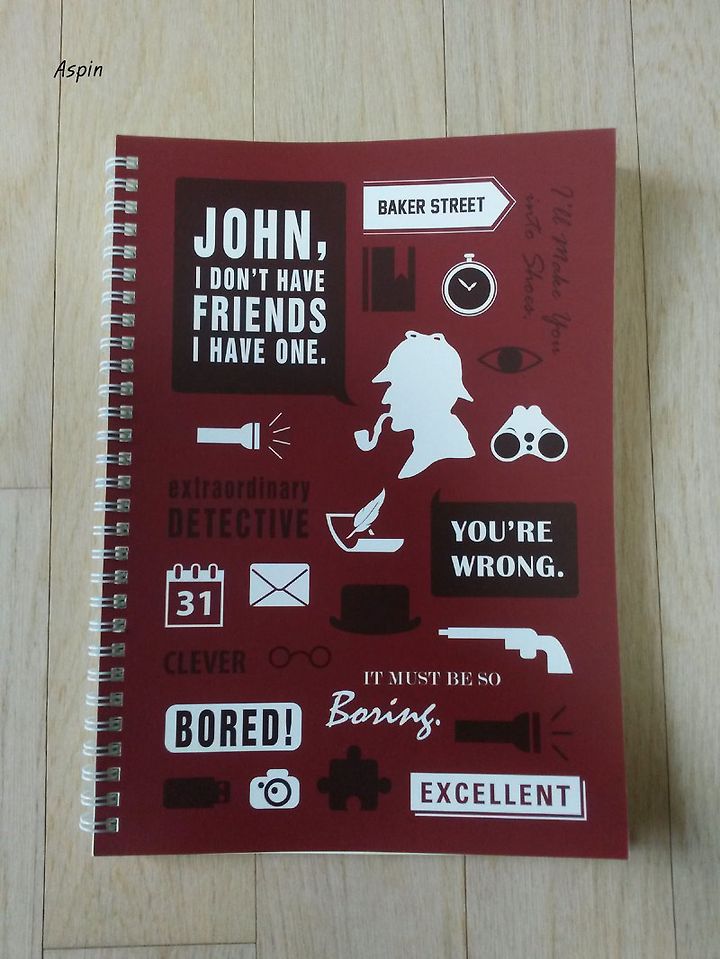 Aspin
JOHN,
I DON'T HAVE
FRIENDS
I HAVE ONE.
BAKER STREET
I'll Make You
into Shoes.
extraordinary
DETECTIVE
YOU'RE
WRONG.
31
CLEVER
IT MUST BE SO
Boring.
BORED!
EXCELLENT